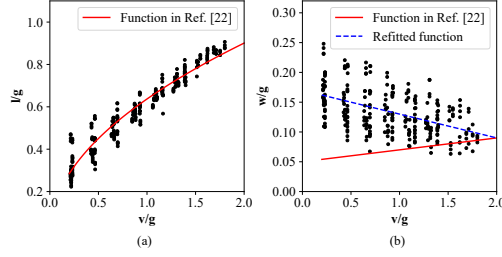 Function in Ref. [22]
l/g
1.0
0.8
0.6
0.4
0.2
0.0 0.5 1.0 1.5 2.0
v/g
(a)
Function in Ref. [22]
Refitted function
w/g
0.30
0.25
0.20
0.15
0.10
0.05
0.00
0.0 0.5 1.0 1.5 2.0
v/g
(b)